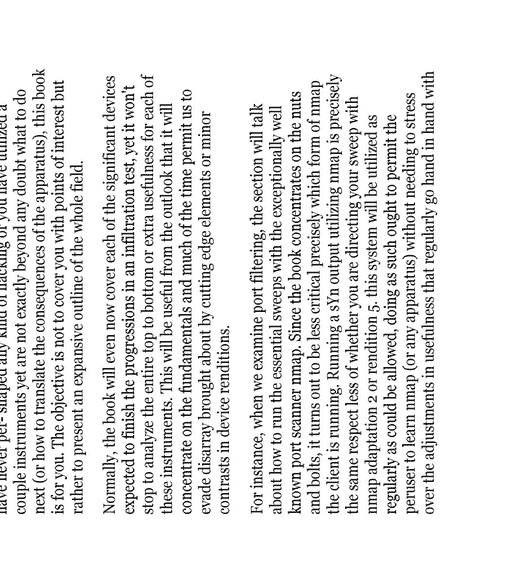 have never per- shaped any kind of hacking or you have utilized a
couple instruments yet are not exactly beyond any doubt what to do
next (or how to translate the consequences of the apparatus), this book
is for you. The objective is not to cover you with points of interest but
rather to present an expansive outline of the whole field.
Normally, the book will even now cover each of the significant devices
expected to finish the progressions in an infiltration test, yet it won't
stop to analyze the entire top to bottom or extra usefulness for each of
these instruments. This will be useful from the outlook that it will
concentrate on the fundamentals and much of the time permit us to
evade disarray brought about by cutting edge elements or minor
contrasts in device renditions.
For instance, when we examine port filtering, the section will talk
about how to run the essential sweeps with the exceptionally well
known port scanner nmap. Since the book concentrates on the nuts
and bolts, it turns out to be less critical precisely which form of nmap
the client is running. Running a sYn output utilizing nmap is precisely
the same respect less of whether you are directing your sweep with
nmap adaptation 2 or rendition 5. this system will be utilized as
regularly as could be allowed, doing as such ought to permit the
peruser to learn nmap (or any apparatus) without needing to stress
over the adjustments in usefulness that regularly go hand in hand with